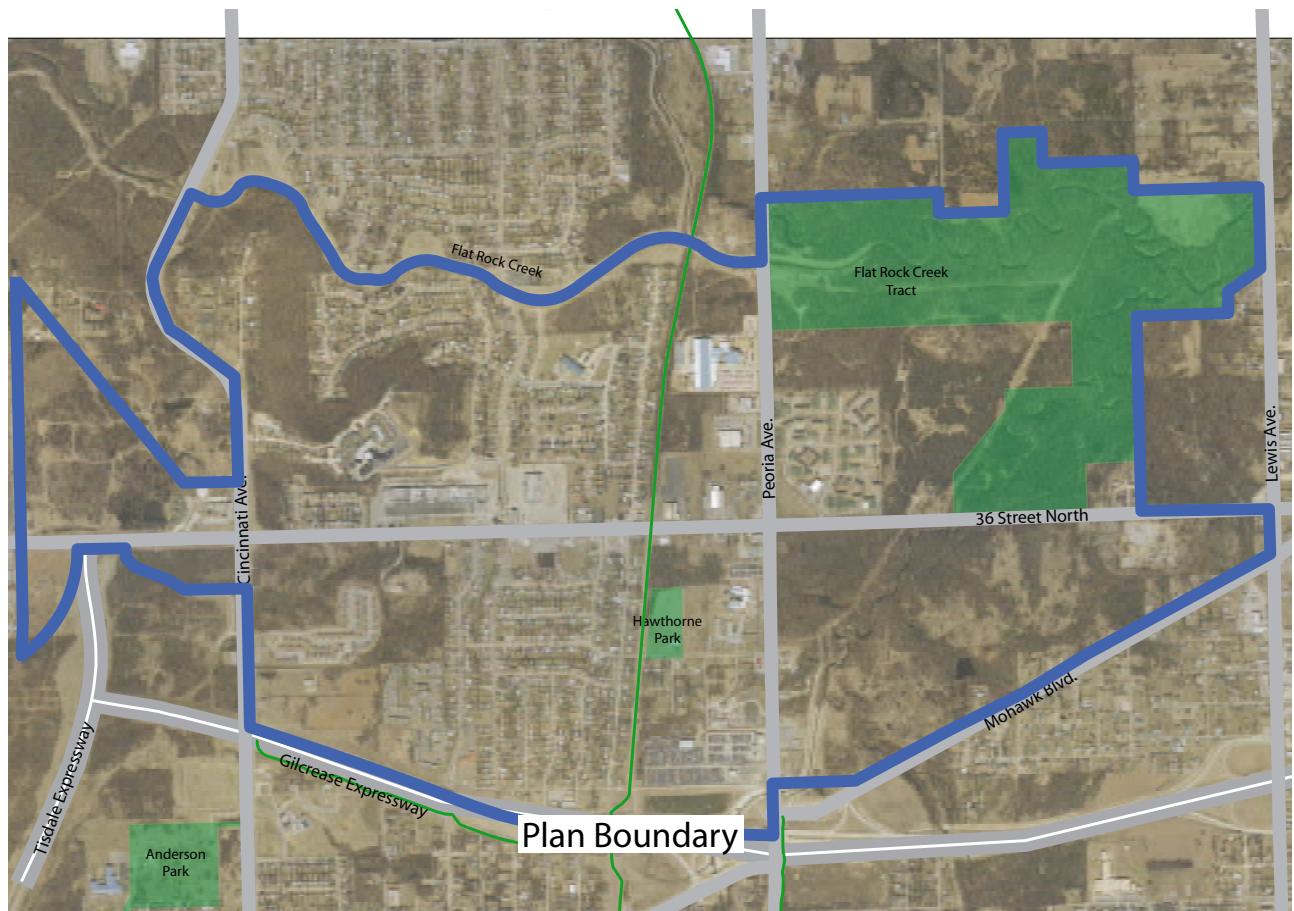 Flat Rock Creek
Flat Rock Creek
Tract
Peoria Ave.
Lewis Ave.
Cincinnati Ave.
36 Street North
Hawthorne
Park
Mohawk Blvd.
Tisdale Expressway
Gilcrease Expressway
Plan Boundary
Anderson
Park